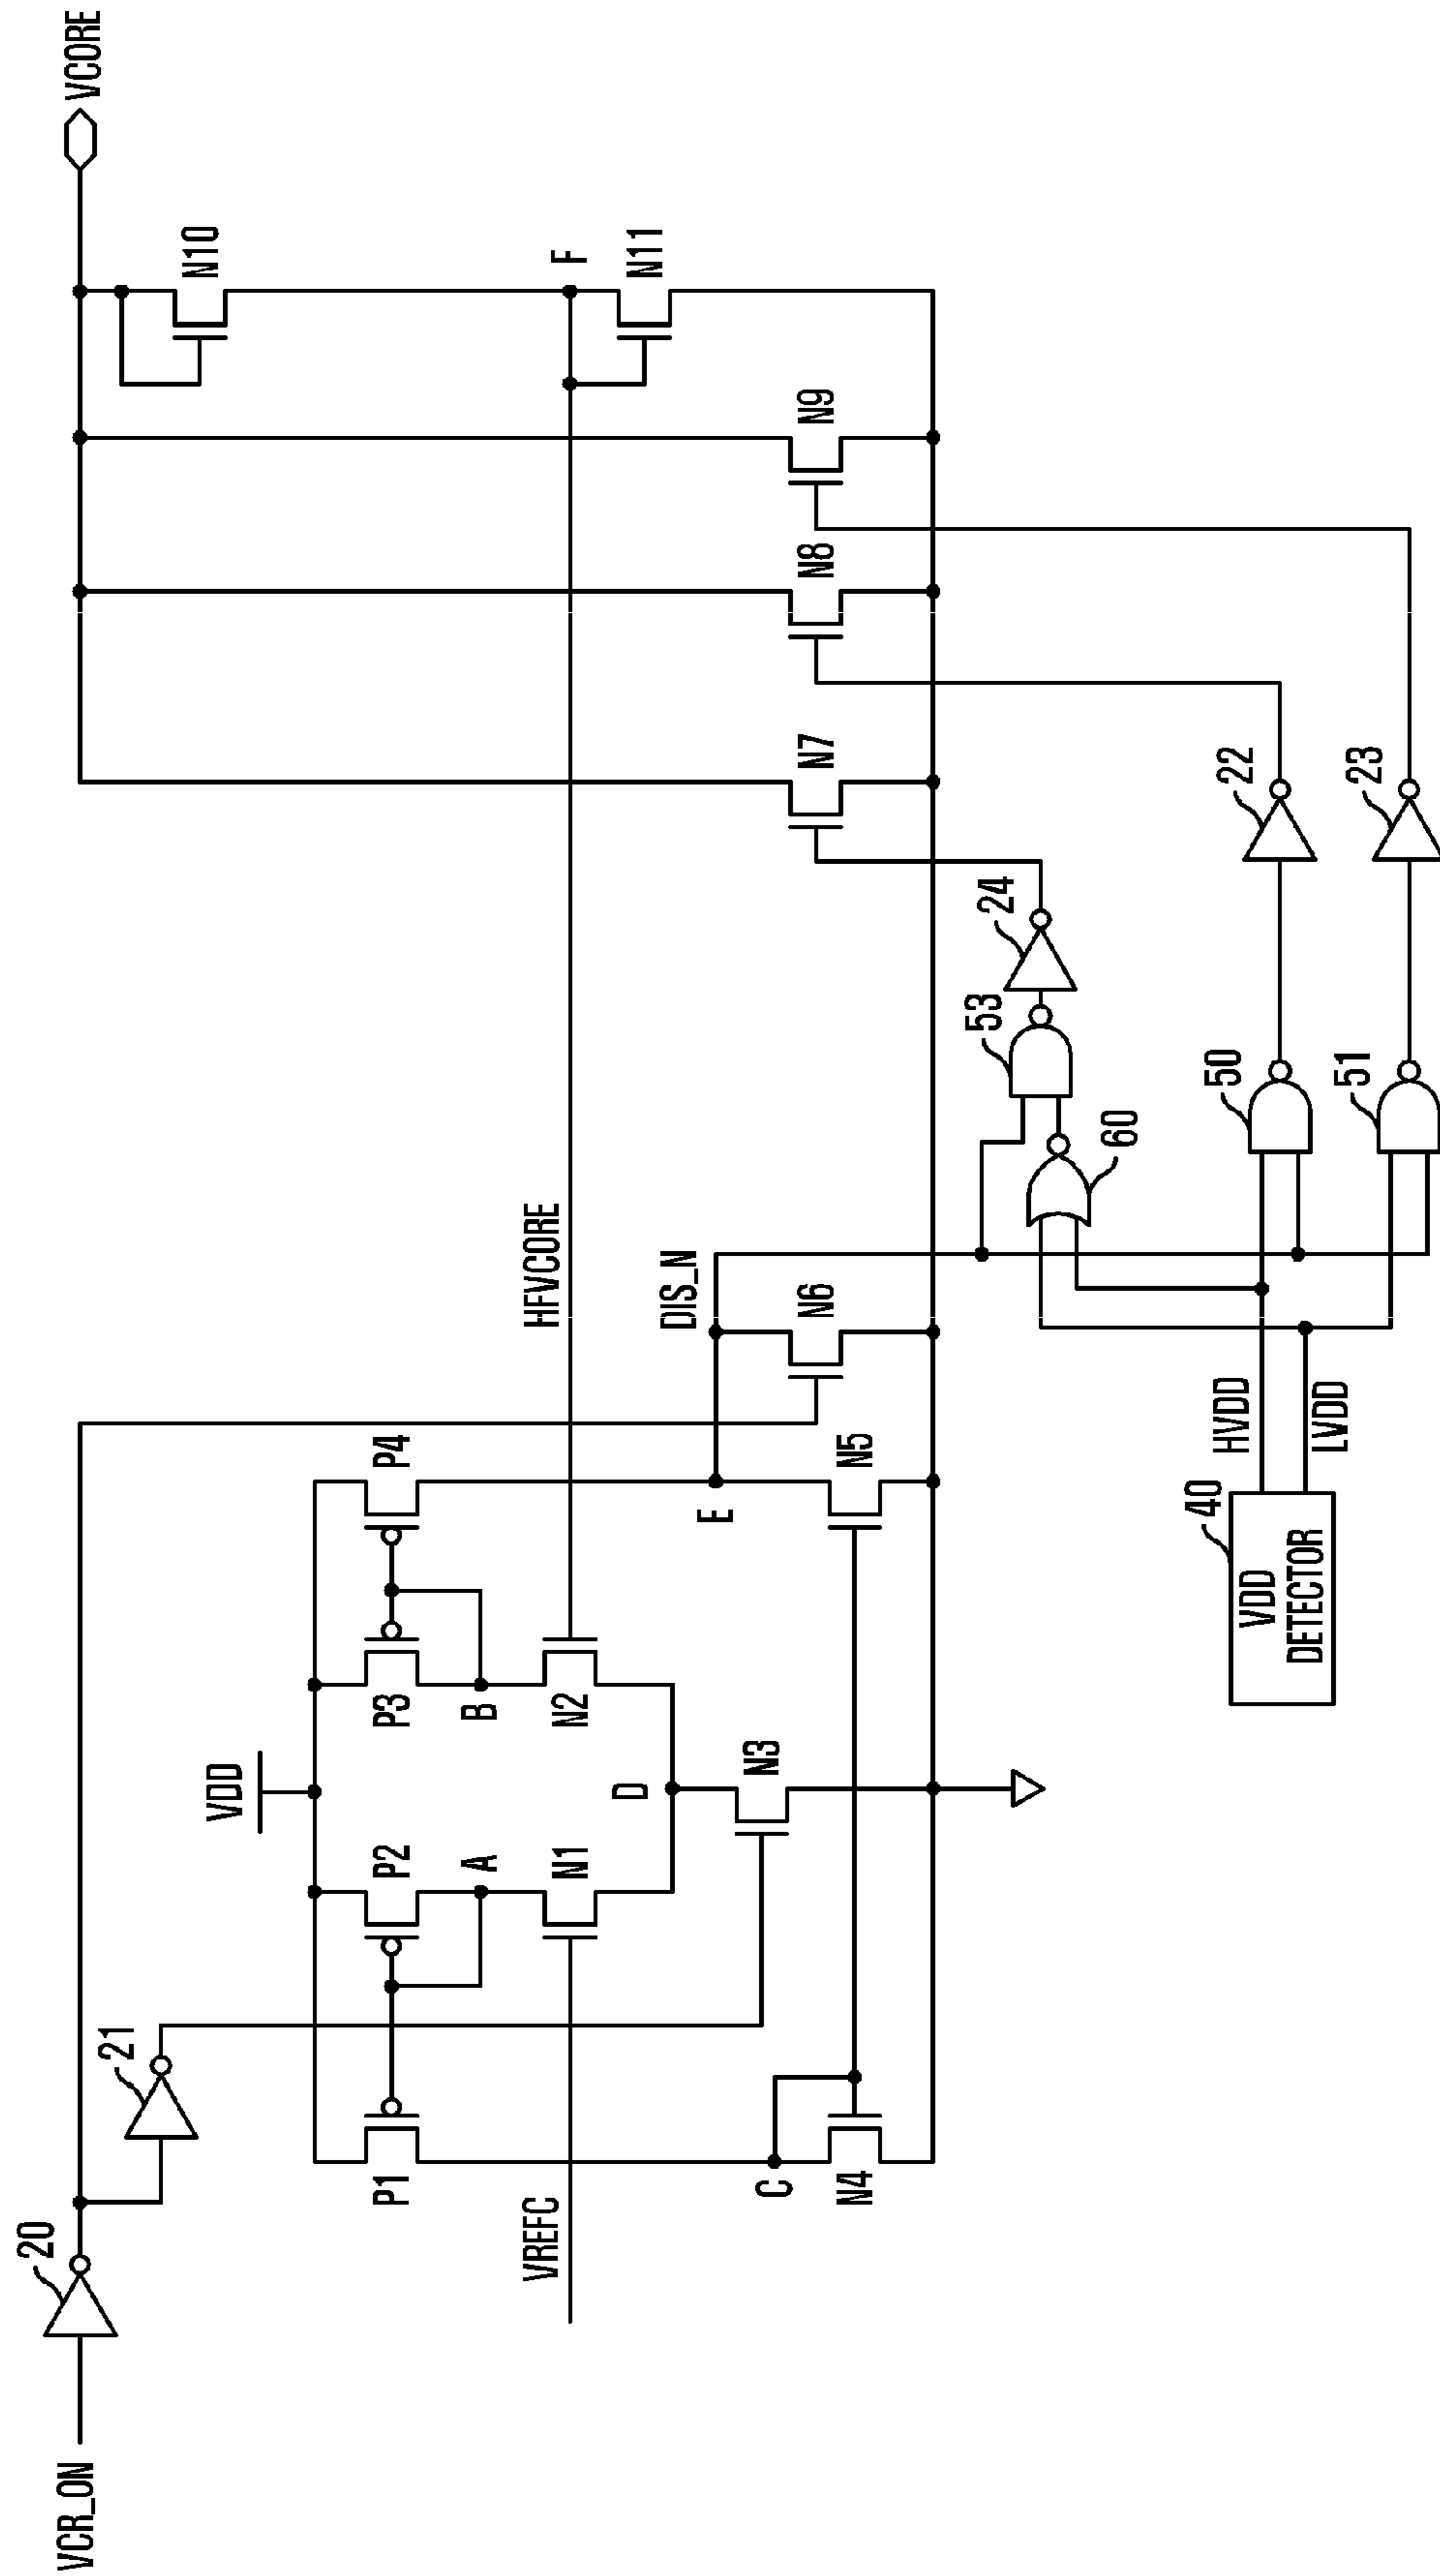 VCR_ON
20
21
VCORE
VDD
P1
P2
P3
P4
A
B
N10
VREFC
N1
N2
HFVCORE
F
N11
D
E
DIS_N
C
N3
N4
N5
N6
N7
N8
N9
53
24
60
40
VDD
DETECTOR
HVDD
LVDD
50
22
51
23